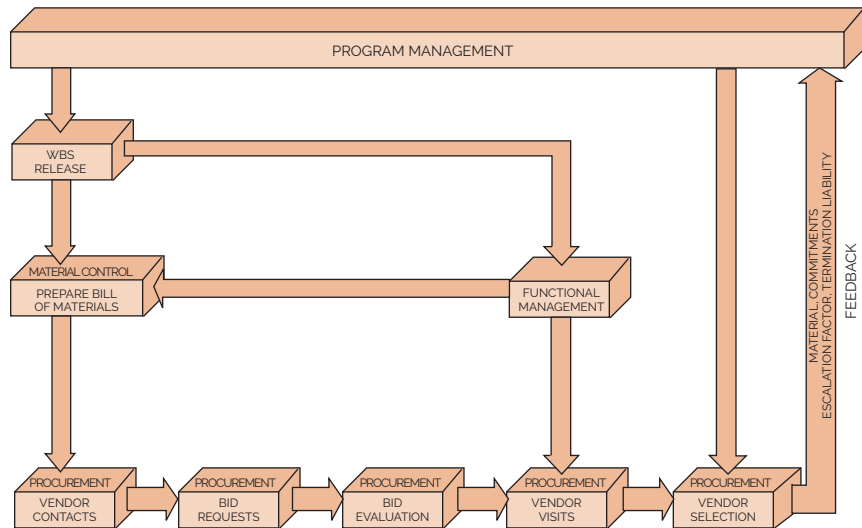 PROGRAM MANAGEMENT
WBS
RELEASE
MATERIAL CONTROL
PREPARE BILL
OF MATERIALS
FUNCTIONAL
MANAGEMENT
MATERIAL, COMMITMENTS
ESCALATION FACTOR, TERMINATION LIABILITY
FEEDBACK
PROCUREMENT
VENDOR
CONTACTS
PROCUREMENT
BID
REQUESTS
PROCUREMENT
BID
EVALUATION
PROCUREMENT
VENDOR
VISITS
PROCUREMENT
VENDOR
SELECTION